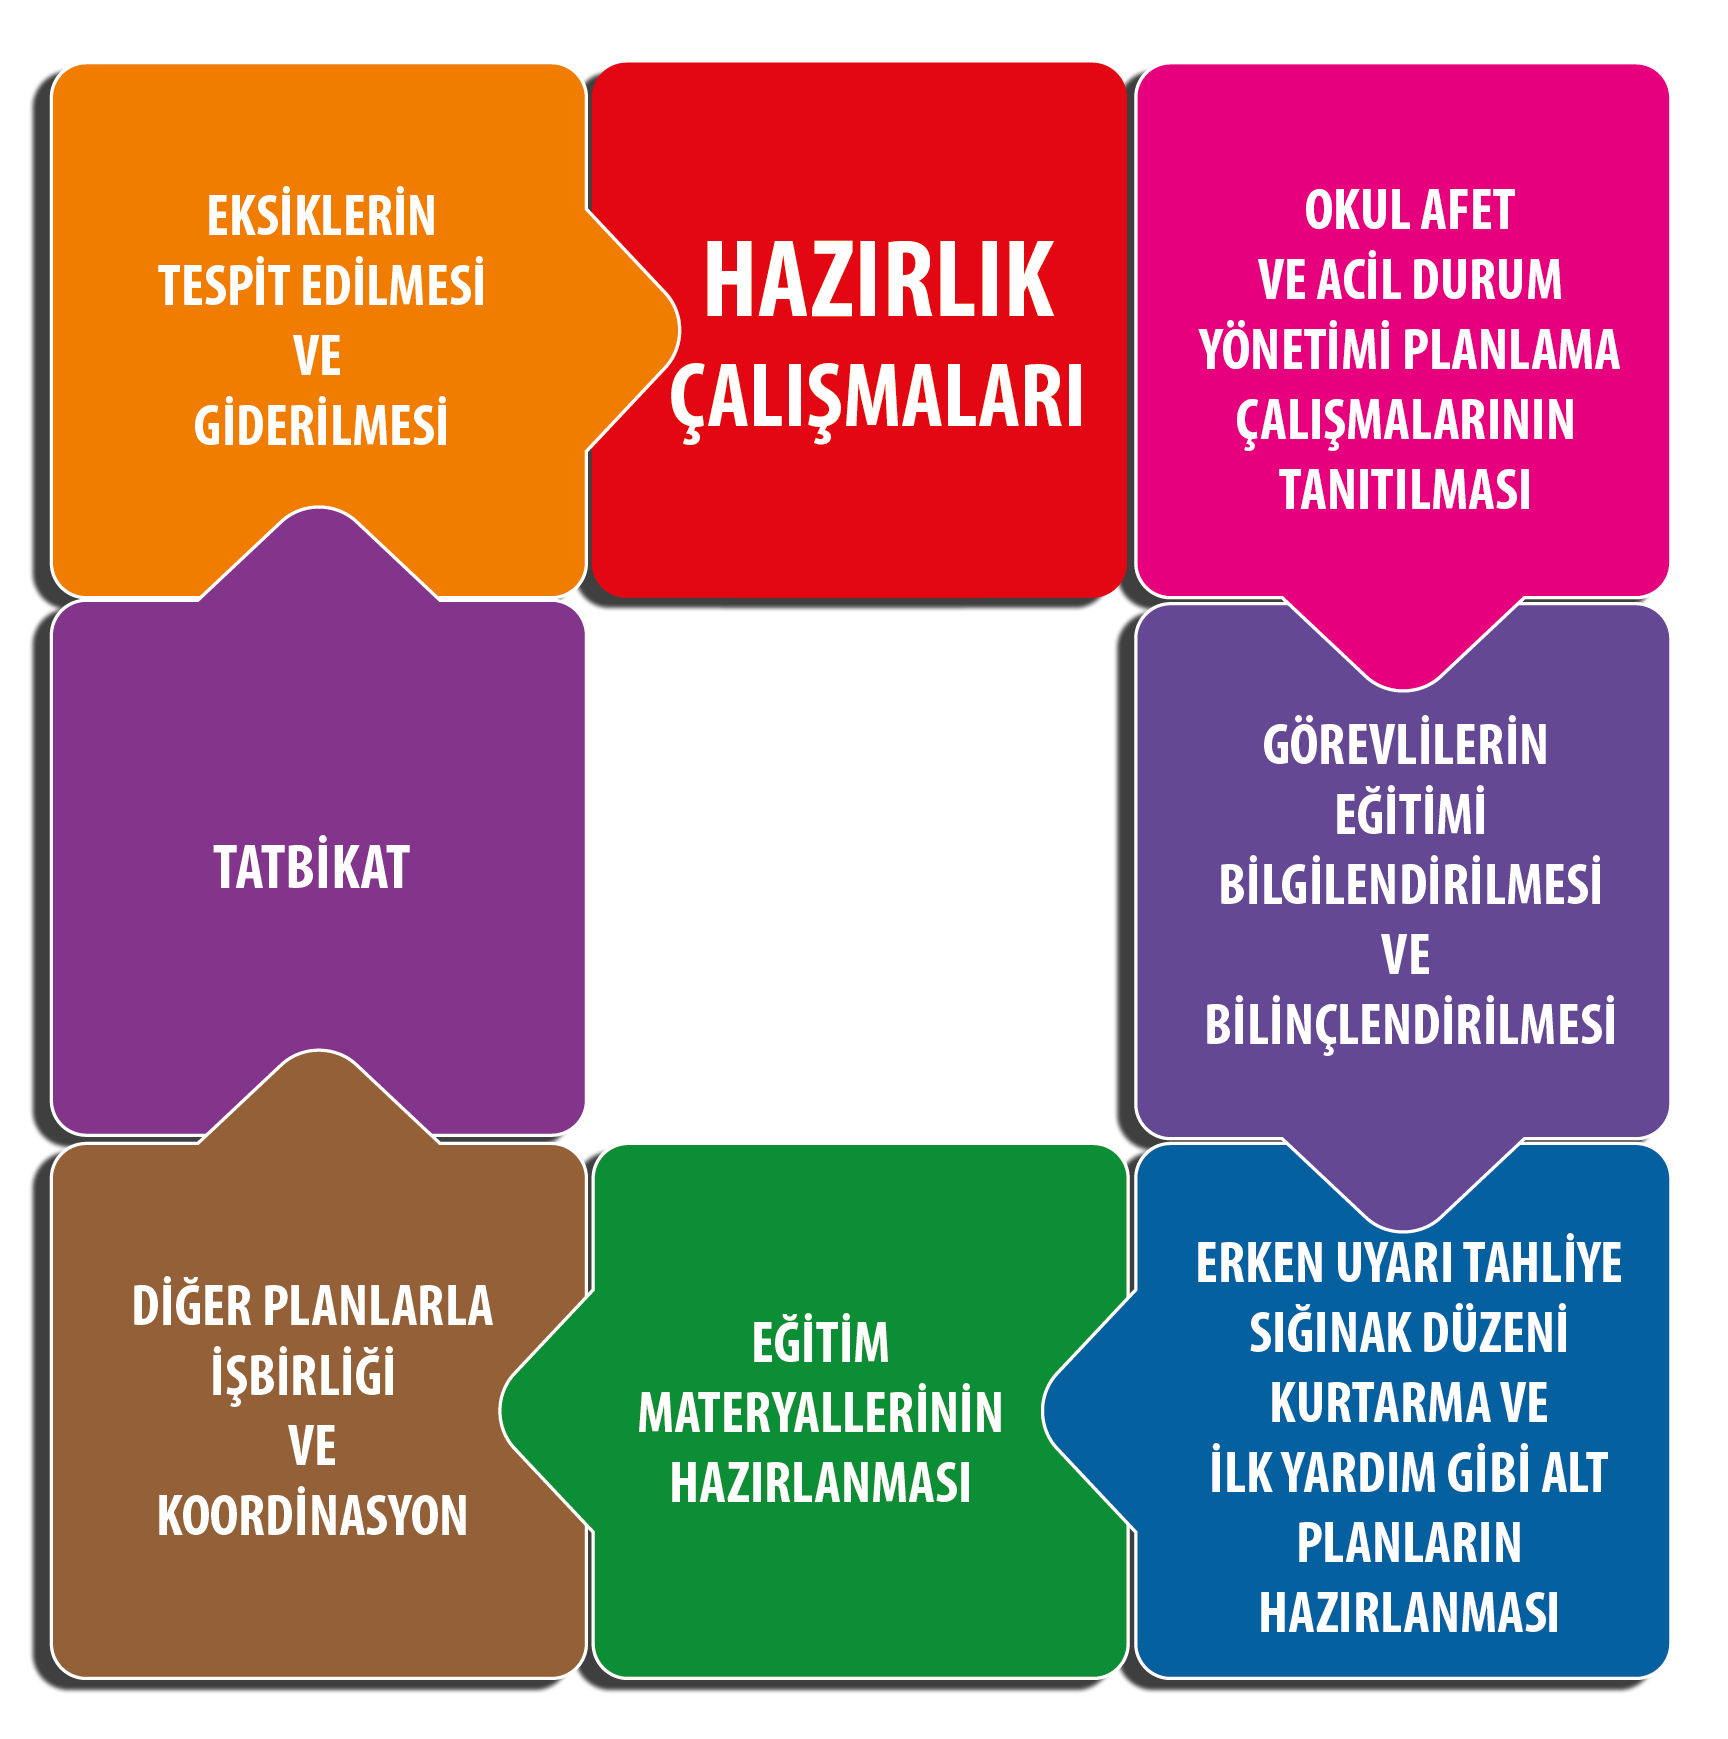 HAZIRLIK
ÇALIŞMALARI
OKUL AFET
VE ACİL DURUM
YÖNETİMİ PLANLAMA
ÇALIŞMALARININ
TANITILMASI
GÖREVLİLERİN
EĞİTİMİ
BİLGİLENDİRİLMESİ
VE
BİLİNÇLENDİRİLMESİ
ERKEN UYARI TAHLİYE
SIĞINAK DÜZENİ
KURTARMA VE
İLK YARDIM GİBİ ALT
PLANLARIN
HAZIRLANMASI
EĞİTİM
MATERYALLERİNİN
HAZIRLANMASI
DİĞER PLANLARLA
İŞBİRLİĞİ
VE
KOORDİNASYON
TATBİKAT
EKSİKLERİN
TESPİT EDİLMESİ
VE
GİDERİLMESİ